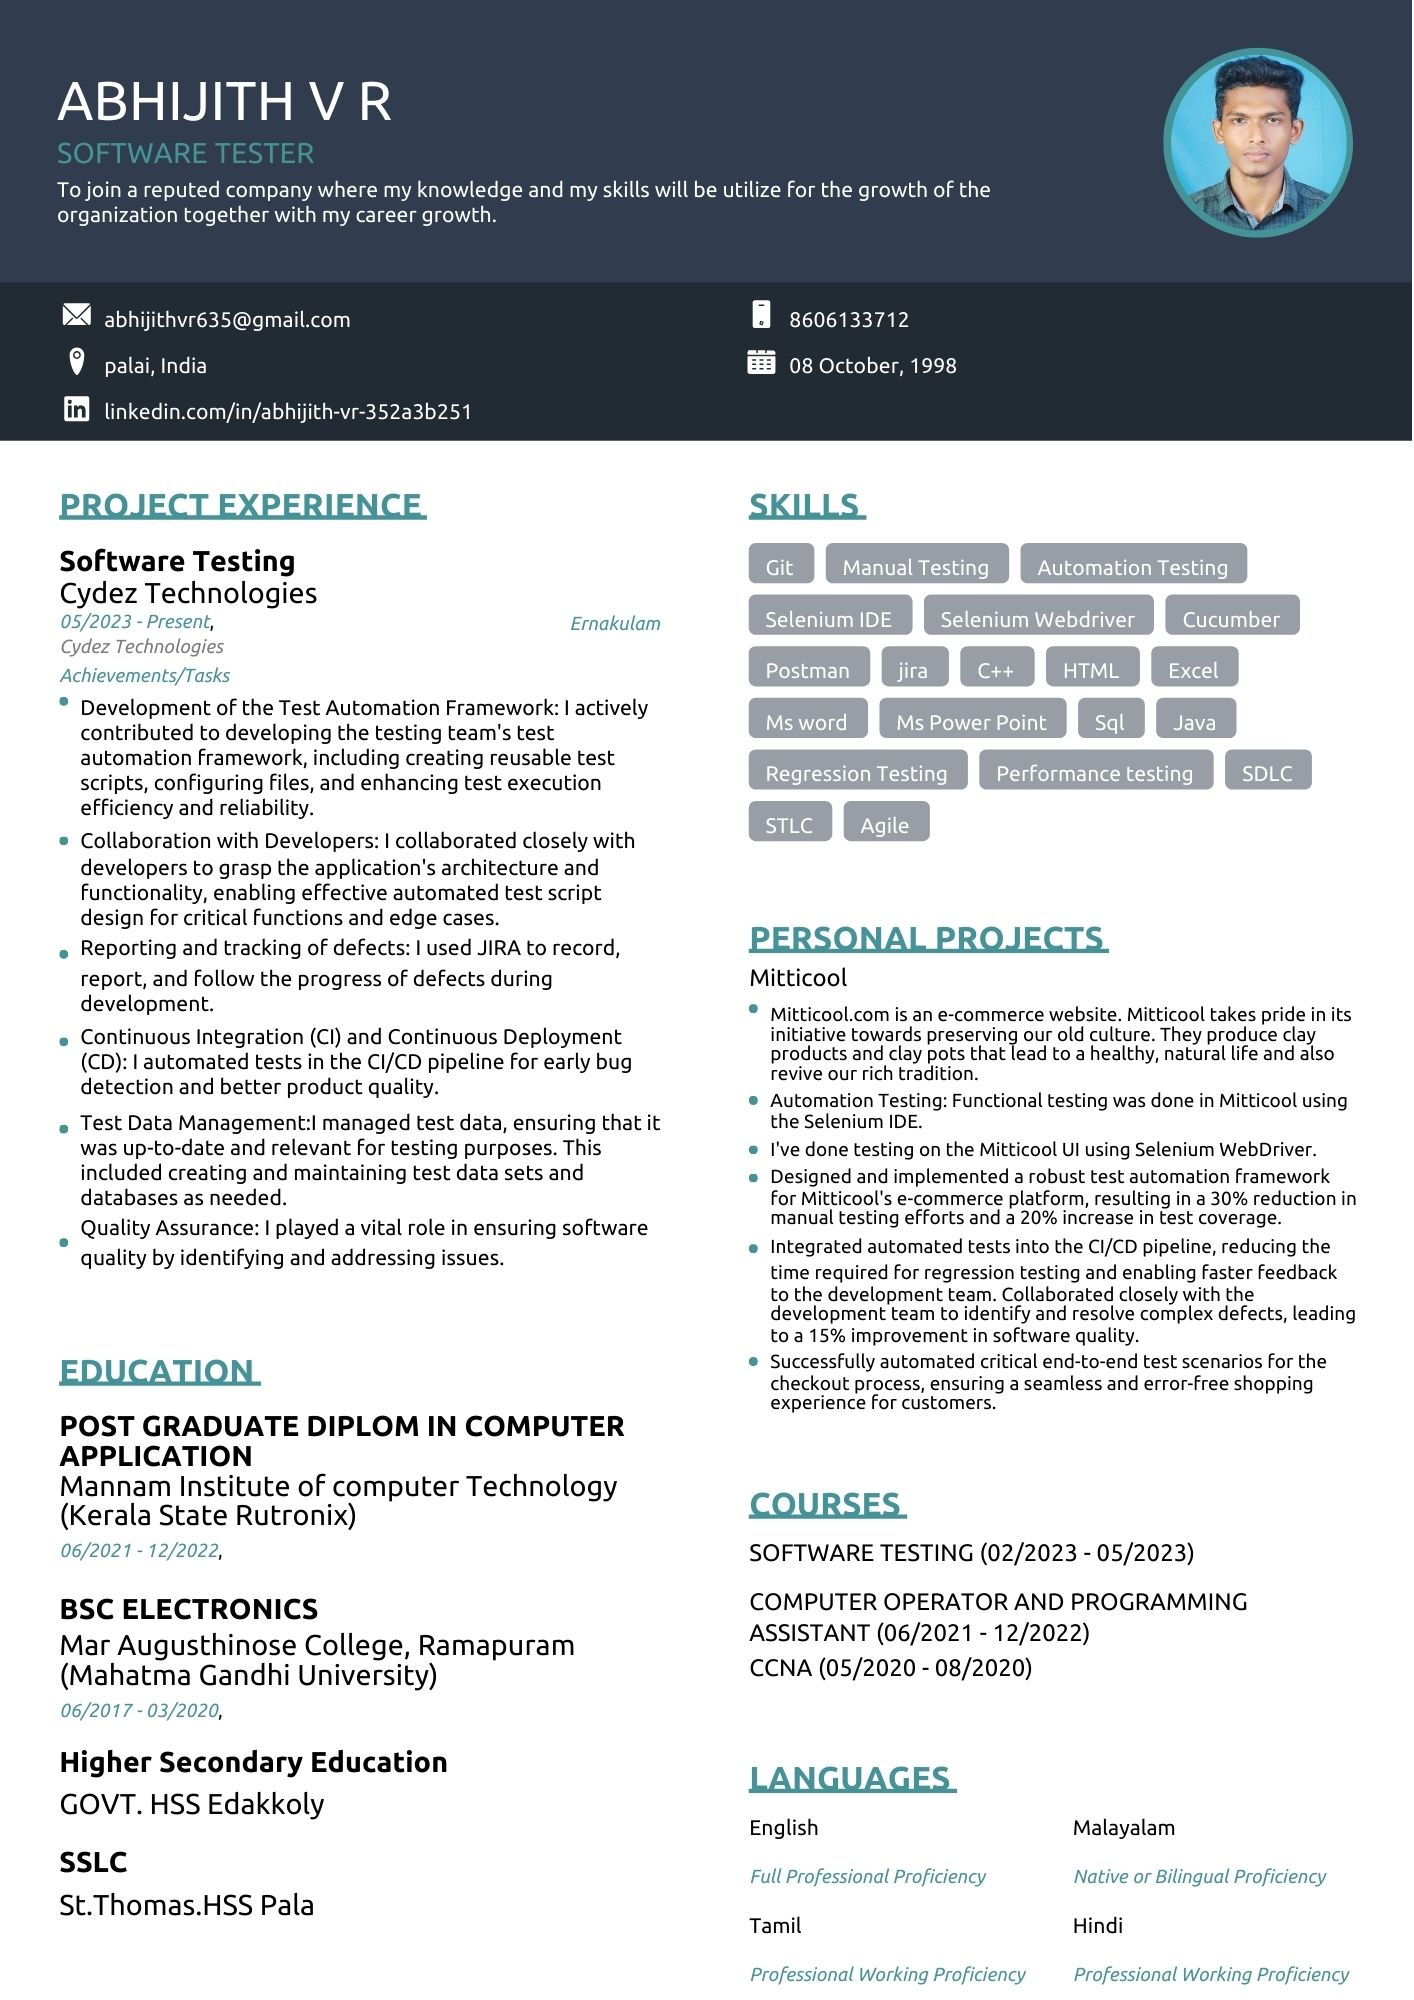 ABHIJITH V R
SOFTWARE TESTER
To join a reputed company where my knowledge and my skills will be utilize for the growth of the
organization together with my career growth.
abhijithvr635@gmail.com
8606133712
palai, India
08 October, 1998
linkedin.com/in/abhijith-vr-352a3b251
PROJECT EXPERIENCE
Software Testing
Cydez Technologies
05/2023 - Present,
Ernakulam
Cydez Technologies
Achievements/Tasks
Development of the Test Automation Framework: I actively
contributed to developing the testing team's test
automation framework, including creating reusable test
scripts, configuring files, and enhancing test execution
efficiency and reliability.
Collaboration with Developers: I collaborated closely with
developers to grasp the application's architecture and
functionality, enabling effective automated test script
design for critical functions and edge cases.
Reporting and tracking of defects: I used JIRA to record,
report, and follow the progress of defects during
development.
Continuous Integration (CI) and Continuous Deployment
(CD): I automated tests in the CI/CD pipeline for early bug
detection and better product quality.
Test Data Management:I managed test data, ensuring that it
was up-to-date and relevant for testing purposes. This
included creating and maintaining test data sets and
databases as needed.
Quality Assurance: I played a vital role in ensuring software
quality by identifying and addressing issues.
EDUCATION
POST GRADUATE DIPLOM IN COMPUTER
APPLICATION
Mannam Institute of computer Technology
(Kerala State Rutronix)
06/2021 - 12/2022,
BSC ELECTRONICS
Mar Augusthinose College, Ramapuram
(Mahatma Gandhi University)
06/2017 - 03/2020,
Higher Secondary Education
GOVT. HSS Edakkoly
SSLC
St.Thomas.HSS Pala
SKILLS
Git Manual Testing Automation Testing
Selenium IDE Selenium Webdriver Cucumber
Postman jira C++ HTML Excel
Ms word Ms Power Point Sql Java
Regression Testing Performance testing SDLC
STLC Agile
PERSONAL PROJECTS
Mitticool
Mitticool.com is an e-commerce website. Mitticool takes pride in its
initiative towards preserving our old culture. They produce clay
products and clay pots that lead to a healthy, natural life and also
revive our rich tradition.
Automation Testing: Functional testing was done in Mitticool using
the Selenium IDE.
I've done testing on the Mitticool UI using Selenium WebDriver.
Designed and implemented a robust test automation framework
for Mitticool's e-commerce platform, resulting in a 30% reduction in
manual testing efforts and a 20% increase in test coverage.
Integrated automated tests into the CI/CD pipeline, reducing the
time required for regression testing and enabling faster feedback
to the development team. Collaborated closely with the
development team to identify and resolve complex defects, leading
to a 15% improvement in software quality.
Successfully automated critical end-to-end test scenarios for the
checkout process, ensuring a seamless and error-free shopping
experience for customers.
COURSES
SOFTWARE TESTING (02/2023 - 05/2023)
COMPUTER OPERATOR AND PROGRAMMING
ASSISTANT (06/2021 - 12/2022)
CCNA (05/2020 - 08/2020)
LANGUAGES
English
Malayalam
Full Professional Proficiency
Native or Bilingual Proficiency
Tamil
Hindi
Professional Working Proficiency
Professional Working Proficiency